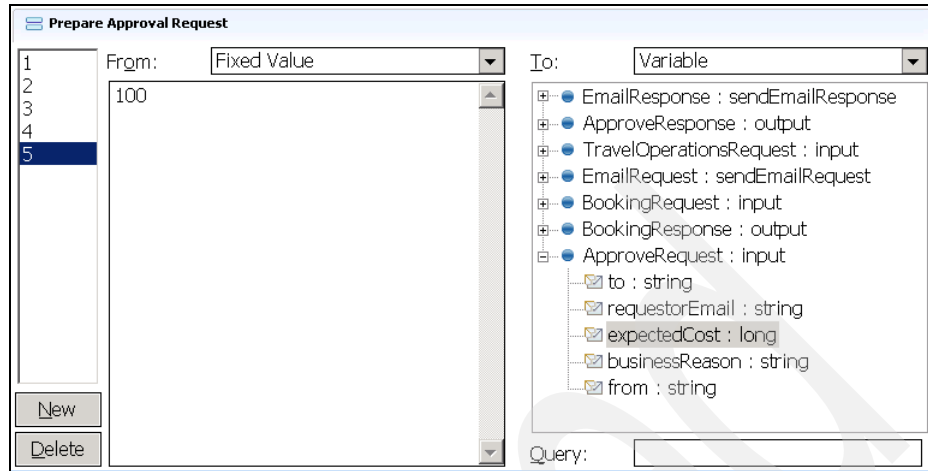 Prepare Approval Request
1
2
3
4
5
From:
Fixed Value
100
New
Delete
To:
Variable
EmailResponse : sendEmailResponse
ApproveResponse : output
TravelOperationsRequest : input
EmailRequest : sendEmailRequest
BookingRequest : input
BookingResponse : output
ApproveRequest : input
to : string
requestorEmail : string
expectedCost : long
businessReason : string
from : string
Query: